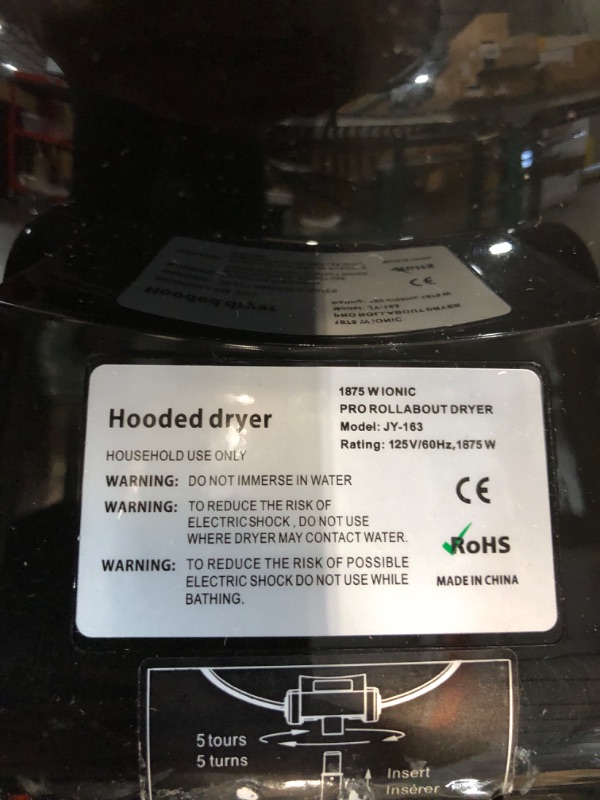 Hooded dryer
HOUSEHOLD USE ONLY
1875 W IONIC
PRO ROLLABOUT DRYER
Model: JY-163
Rating: 125V/60Hz,1875 W
WARNING: DO NOT IMMERSE IN WATER
WARNING: TO REDUCE THE RISK OF
ELECTRIC SHOCK , DO NOT USE
WHERE DRYER MAY CONTACT WATER.
WARNING: TO REDUCE THE RISK OF POSSIBLE
ELECTRIC SHOCK DO NOT USE WHILE
BATHING.
CE
RoHS
MADE IN CHINA
5 tours
5 turns
Insert
Insérer